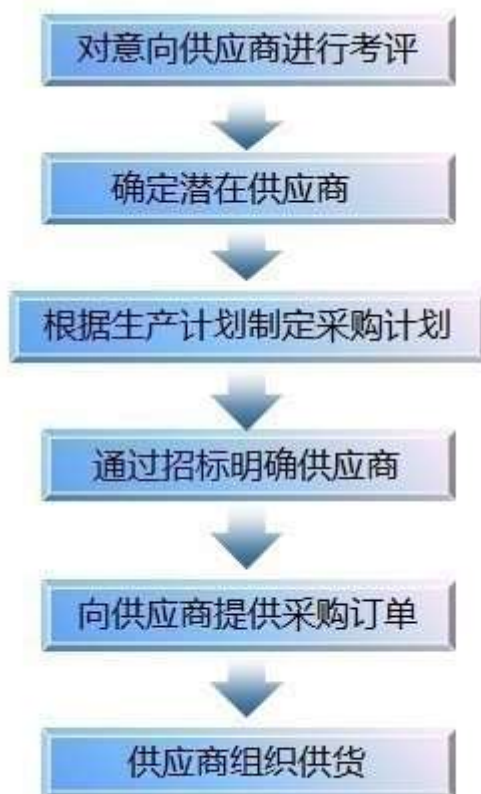 对意向供应商进行考评
确定潜在供应商
根据生产计划制定采购计划
通过招标明确供应商
向供应商提供采购订单
供应商组织供货